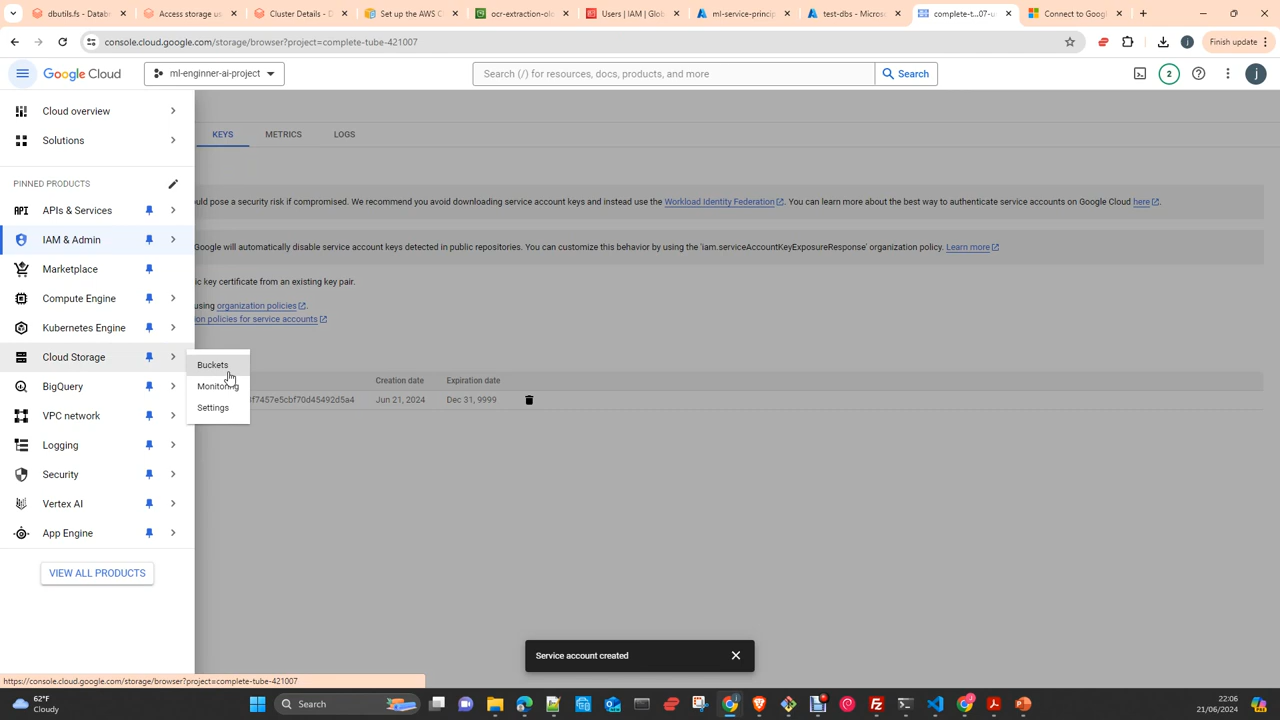 dbutils.fs - Datab
Access storage us
Cluster Details - D
Set up the AWS C
ocr-extraction-olc
Users | IAM | Glob
ml-service-princip
test-dbs - Microso
complete-t...07-u
Connect to Googl
console.cloud.google.com/storage/browser?project=complete-tube-421007
Finish update
Google Cloud
ml-enginner-ai-project
Search (/) for resources, docs, products, and more
Search
2
j
Cloud overview
Solutions
KEYS
METRICS
LOGS
PINNED PRODUCTS
uld pose a security risk if compromised. We recommend you avoid downloading service account keys and instead use the Workload Identity Federation. You can learn more about the best way to authenticate service accounts on Google Cloud here.
API APIs & Services
IAM & Admin
Google will automatically disable service account keys detected in public repositories. You can customize this behavior by using the 'iam.serviceAccountKeyExposureResponse' organization policy. Learn more
Marketplace
ic key certificate from an existing key pair.
Compute Engine
using organization policies.
on policies for service accounts
Kubernetes Engine
Cloud Storage
Buckets
Monitoring
Settings
Creation date
Expiration date
BigQuery
f7457e5cbf70d45492d5a4
Jun 21, 2024
Dec 31, 9999
VPC network
Logging
Security
Vertex AI
App Engine
VIEW ALL PRODUCTS
Service account created
https://console.cloud.google.com/storage/browser?project=complete-tube-421007
62°F
Cloudy
Search
22:06
21/06/2024